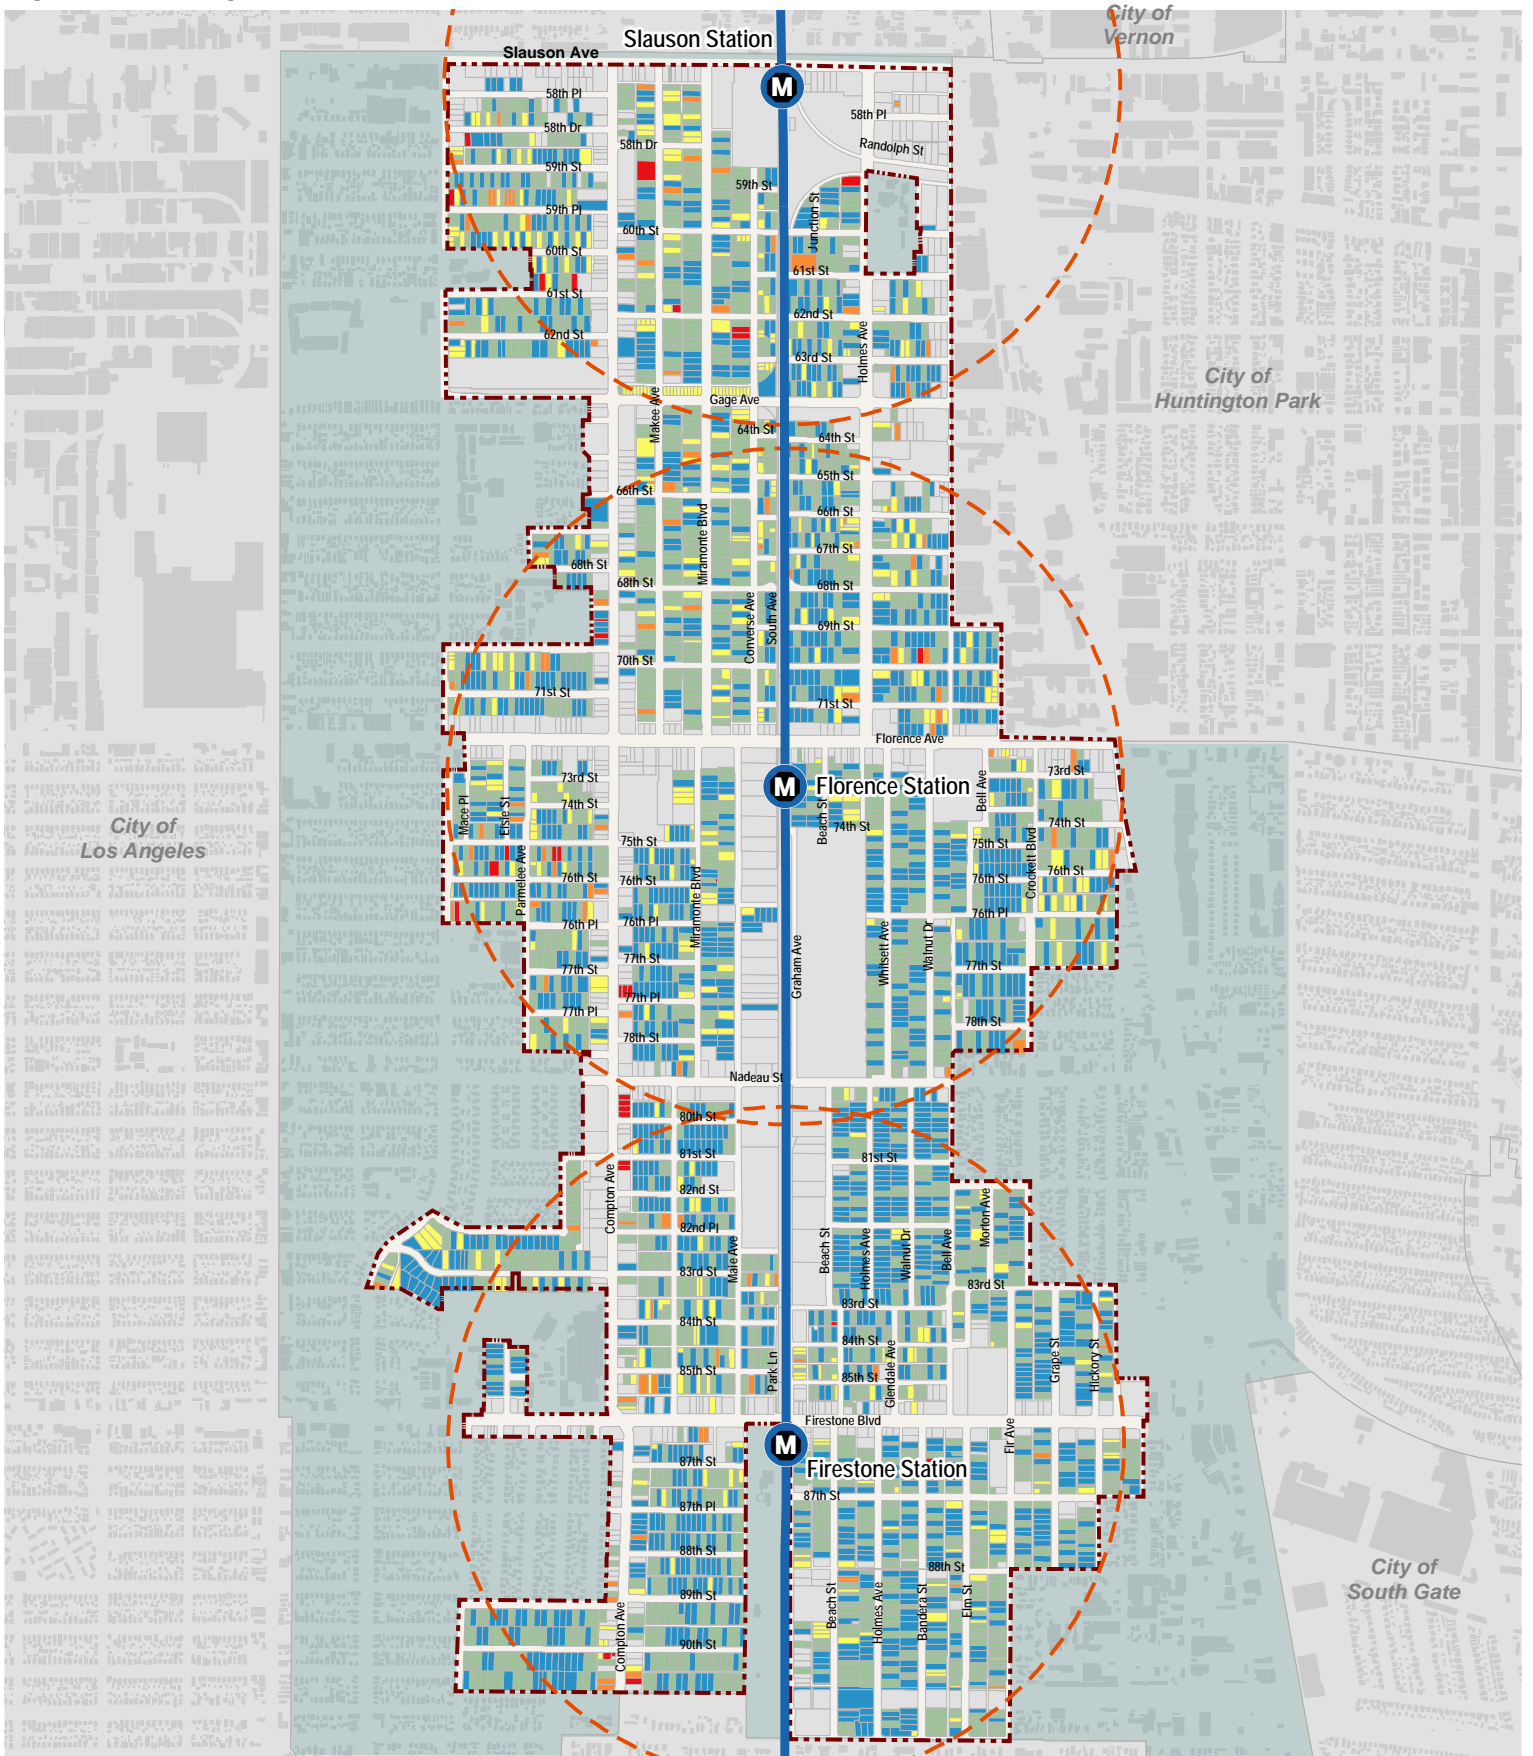 City of
Vernon
Slauson Station
Slauson Ave
M
58th Pl
58th Pl
58th Dr
58th Dr
Randolph St
59th St
59th St
59th Pl
Junction St
60th St
60th St
61st St
61st St
62nd St
62nd St
Holmes Ave
63rd St
City of
Huntington Park
Gage Ave
Makee Ave
64th St
64th St
65th St
66th St
66th St
Miramonte Blvd
67th St
68th St
68th St
68th St
Converse Ave
South Ave
69th St
70th St
71st St
71st St
Florence Ave
M
Florence Station
73rd St
73rd St
Bell Ave
Mace Pl
Elsie St
74th St
Beach St
74th St
74th St
City of
Los Angeles
75th St
75th St
Crockett Blvd
Parmelee Ave
76th St
76th St
76th St
76th St
Miramonte Blvd
76th Pl
76th Pl
76th Pl
Graham Ave
Whitsett Ave
Walnut Dr
77th St
77th St
77th St
77th Pl
77th Pl
78th St
78th St
Nadeau St
80th St
81st St
81st St
Compton Ave
82nd St
82nd Pl
Morton Ave
Maie Ave
Beach St
Holmes Ave
Walnut Dr
Bell Ave
83rd St
83rd St
83rd St
84th St
84th St
85th St
Park Ln
85th St
Glendale Ave
Grape St
Hickory St
Firestone Blvd
M
Firestone Station
Fir Ave
87th St
87th St
87th Pl
88th St
88th St
89th St
Beach St
Holmes Ave
Bandera St
Elm St
City of
South Gate
90th St
Compton Ave